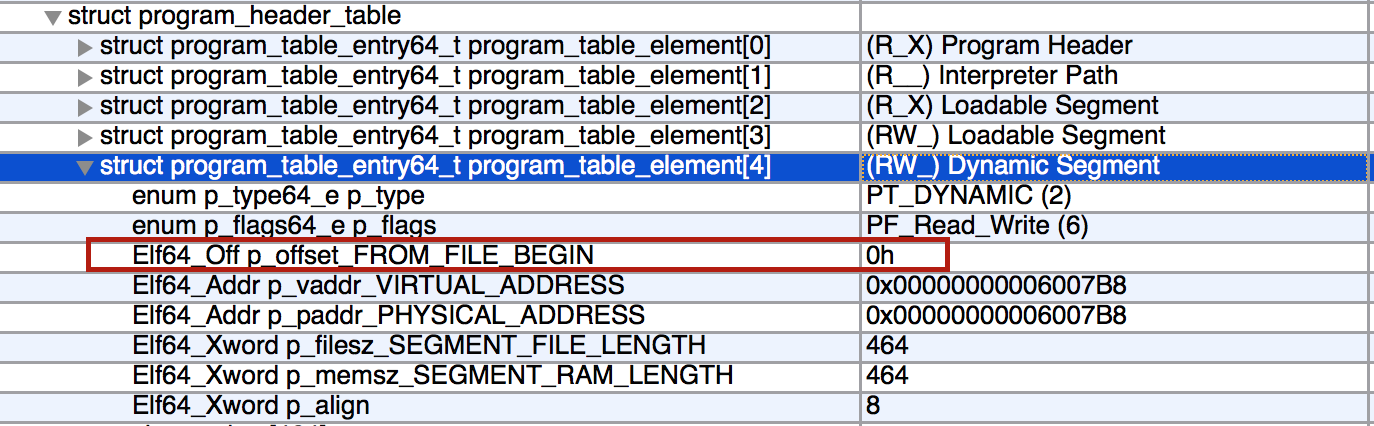 struct program_header_table
struct program_table_entry64_t program_table_element[0] (R_X) Program Header
struct program_table_entry64_t program_table_element[1] (R__) Interpreter Path
struct program_table_entry64_t program_table_element[2] (R_X) Loadable Segment
struct program_table_entry64_t program_table_element[3] (RW_) Loadable Segment
struct program_table_entry64_t program_table_element[4] (RW_) Dynamic Segment
enum p_type64_e p_type PT_DYNAMIC (2)
enum p_flags64_e p_flags PF_Read_Write (6)
Elf64_Off p_offset_FROM_FILE_BEGIN 0h
Elf64_Addr p_vaddr_VIRTUAL_ADDRESS 0x00000000006007B8
Elf64_Addr p_paddr_PHYSICAL_ADDRESS 0x00000000006007B8
Elf64_Xword p_filesz_SEGMENT_FILE_LENGTH 464
Elf64_Xword p_memsz_SEGMENT_RAM_LENGTH 464
Elf64_Xword p_align 8